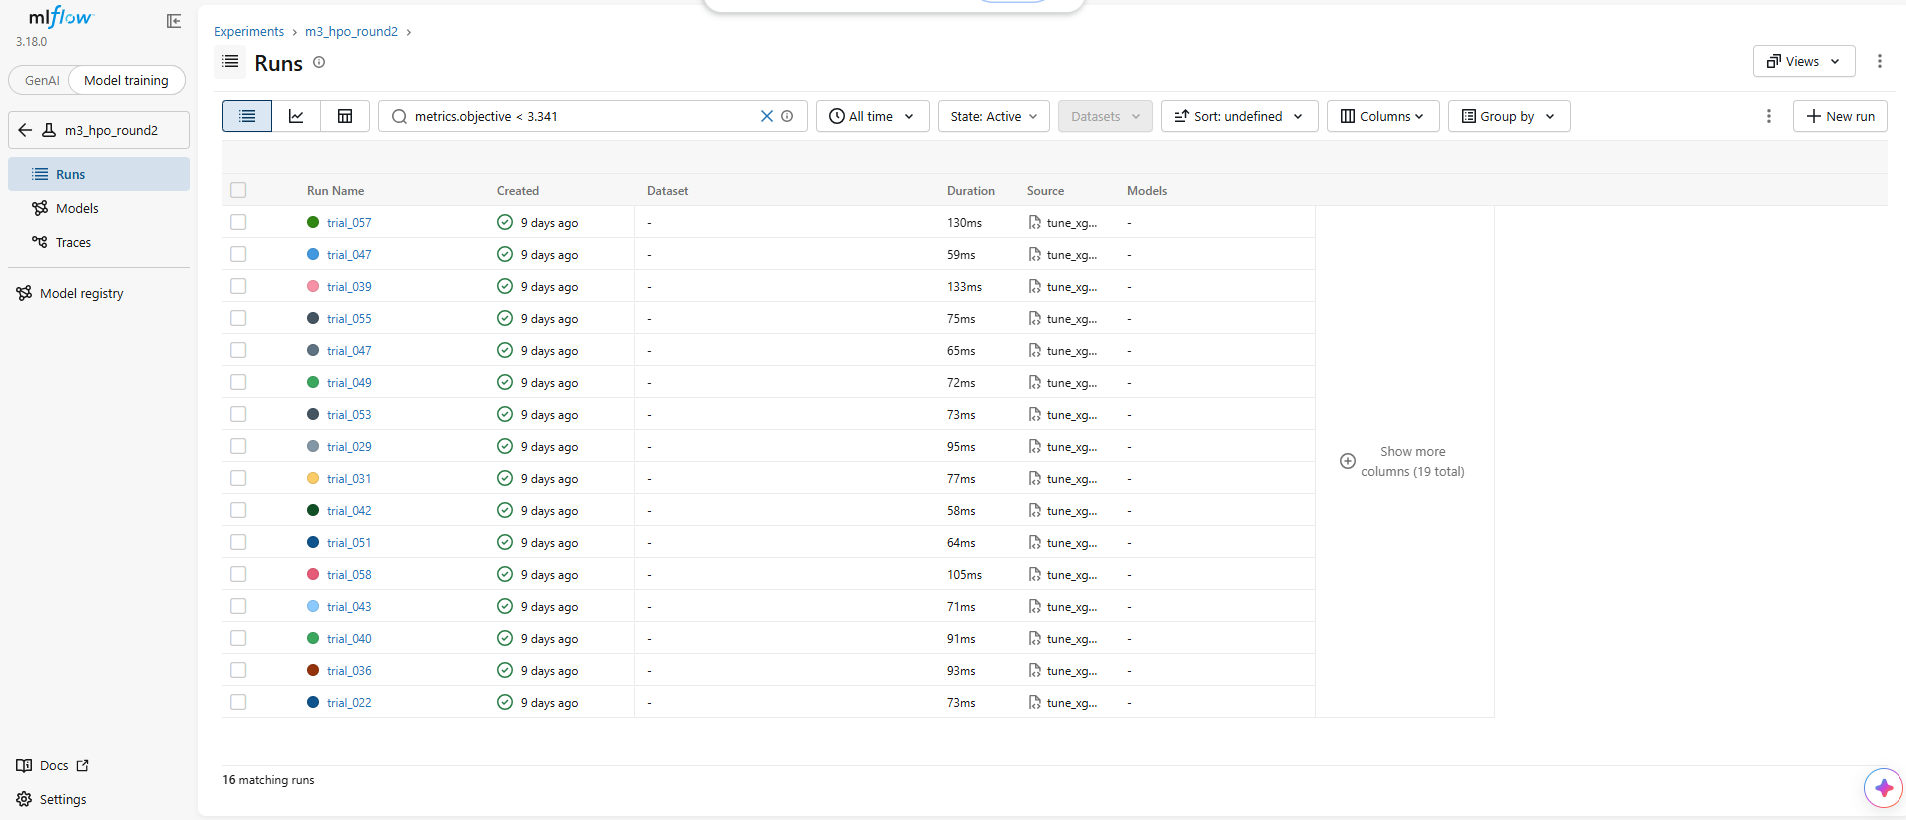 mlflow
3.18.0
GenAI Model training
m3_hpo_round2
Runs
Models
Traces
Model registry
Docs
Settings
Experiments > m3_hpo_round2 >
Runs
Views
metrics.objective < 3.341
All time
State: Active
Datasets
Sort: undefined
Columns
Group by
New run
Run Name Created Dataset Duration Source Models
trial_057 9 days ago - 130ms tune_xg... -
trial_047 9 days ago - 59ms tune_xg... -
trial_039 9 days ago - 133ms tune_xg... -
trial_055 9 days ago - 75ms tune_xg... -
trial_047 9 days ago - 65ms tune_xg... -
trial_049 9 days ago - 72ms tune_xg... -
trial_053 9 days ago - 73ms tune_xg... -
trial_029 9 days ago - 95ms tune_xg... -
trial_031 9 days ago - 77ms tune_xg... -
trial_042 9 days ago - 58ms tune_xg... -
trial_051 9 days ago - 64ms tune_xg... -
trial_058 9 days ago - 105ms tune_xg... -
trial_043 9 days ago - 71ms tune_xg... -
trial_040 9 days ago - 91ms tune_xg... -
trial_036 9 days ago - 93ms tune_xg... -
trial_022 9 days ago - 73ms tune_xg... -
Show more
columns (19 total)
16 matching runs